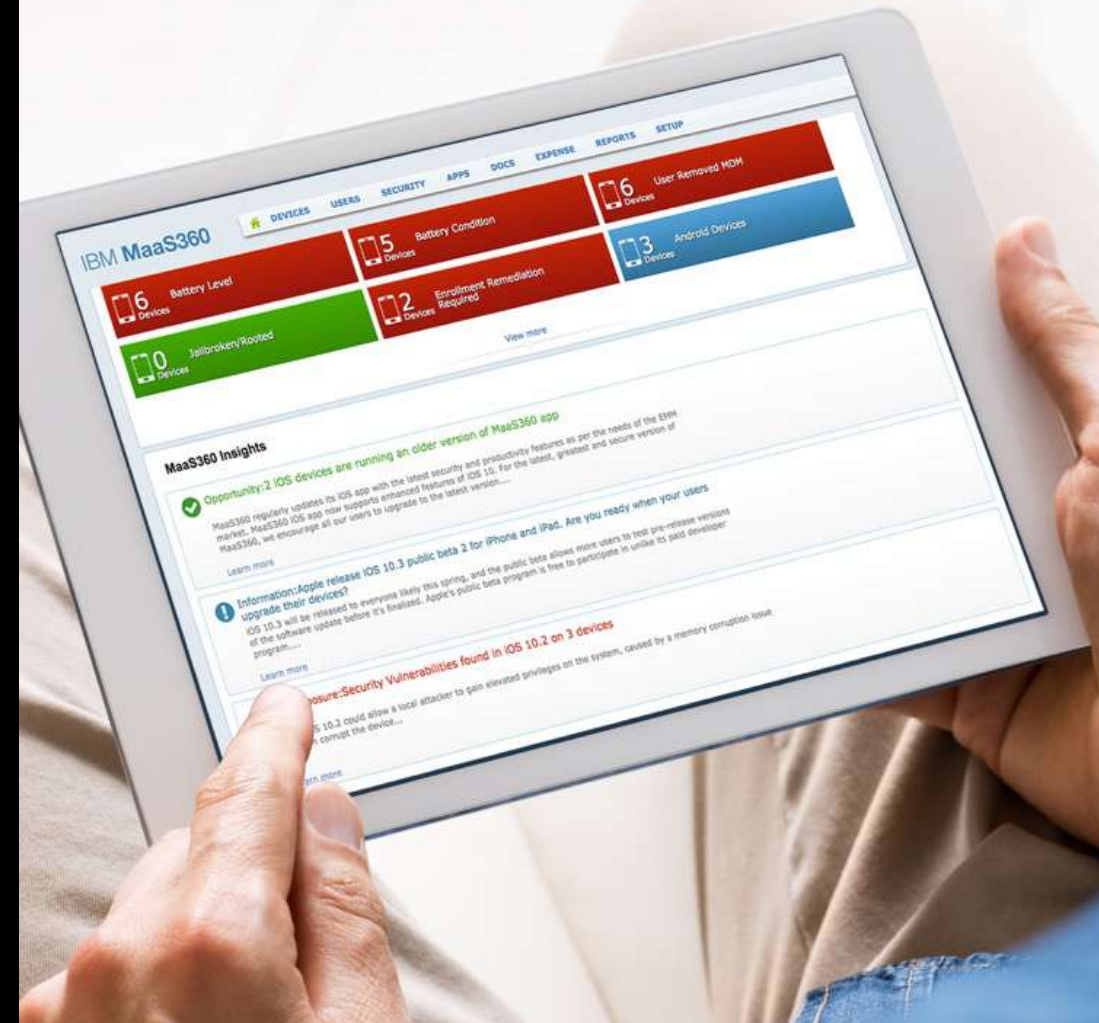 IBM MaaS360
DEVICES USERS SECURITY APPS DOCS EXPENSE REPORTS SETUP
6 Devices Battery Level
5 Devices Battery Condition
6 Devices User Removed MDM
0 Devices Jailbroken/Rooted
2 Devices Enrollment Remediation
Required
3 Devices Android Devices
View more
MaaS360 Insights
Opportunity:2 iOS devices are running an older version of MaaS360 app
MaaS360 regularly updates its iOS app with the latest security and productivity features as per the needs of the EMM
market. MaaS360 iOS app now supports enhanced features of iOS 10. For the latest, greatest and secure version of
MaaS360, we encourage all our users to upgrade to the latest version....
Learn more
Information:Apple release iOS 10.3 public beta 2 for iPhone and iPad. Are you ready when your users
upgrade their devices?
iOS 10.3 will be released to everyone likely this spring, and the public beta allows more users to test pre-release versions
of the software update before it's finalized. Apple's public beta program is free to participate in unlike its paid developer
program....
Learn more
posure:Security Vulnerabilities found in iOS 10.2 on 3 devices
S 10.2 could allow a local attacker to gain elevated privileges on the system, caused by a memory corruption issue
n corrupt the device...
rn more